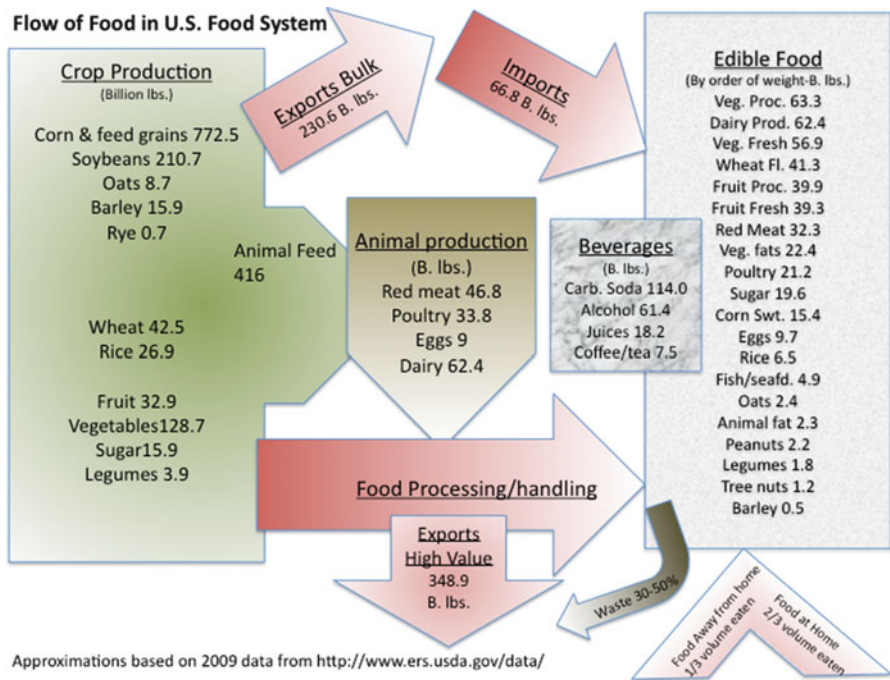 Flow of Food in U.S. Food System
Crop Production
(Billion lbs.)
Corn & feed grains 772.5
Soybeans 210.7
Oats 8.7
Barley 15.9
Rye 0.7
Wheat 42.5
Rice 26.9
Fruit 32.9
Vegetables128.7
Sugar15.9
Legumes 3.9
Animal Feed
416
Exports Bulk
230.6 B. lbs.
Imports
66.8 B. lbs.
Animal production
(B. lbs.)
Red meat 46.8
Poultry 33.8
Eggs 9
Dairy 62.4
Beverages
(B. lbs.)
Carb. Soda 114.0
Alcohol 61.4
Juices 18.2
Coffee/tea 7.5
Edible Food
(By order of weight-B. lbs.)
Veg. Proc. 63.3
Dairy Prod. 62.4
Veg. Fresh 56.9
Wheat Fl. 41.3
Fruit Proc. 39.9
Fruit Fresh 39.3
Red Meat 32.3
Veg. fats 22.4
Poultry 21.2
Sugar 19.6
Corn Swt. 15.4
Eggs 9.7
Rice 6.5
Fish/seafd. 4.9
Oats 2.4
Animal fat 2.3
Peanuts 2.2
Legumes 1.8
Tree nuts 1.2
Barley 0.5
Food Processing/handling
Exports
High Value
348.9
B. lbs.
Waste 30-50%
Food Away from home
1/3 volume eaten
Food at Home
2/3 volume eaten
Approximations based on 2009 data from http://www.ers.usda.gov/data/